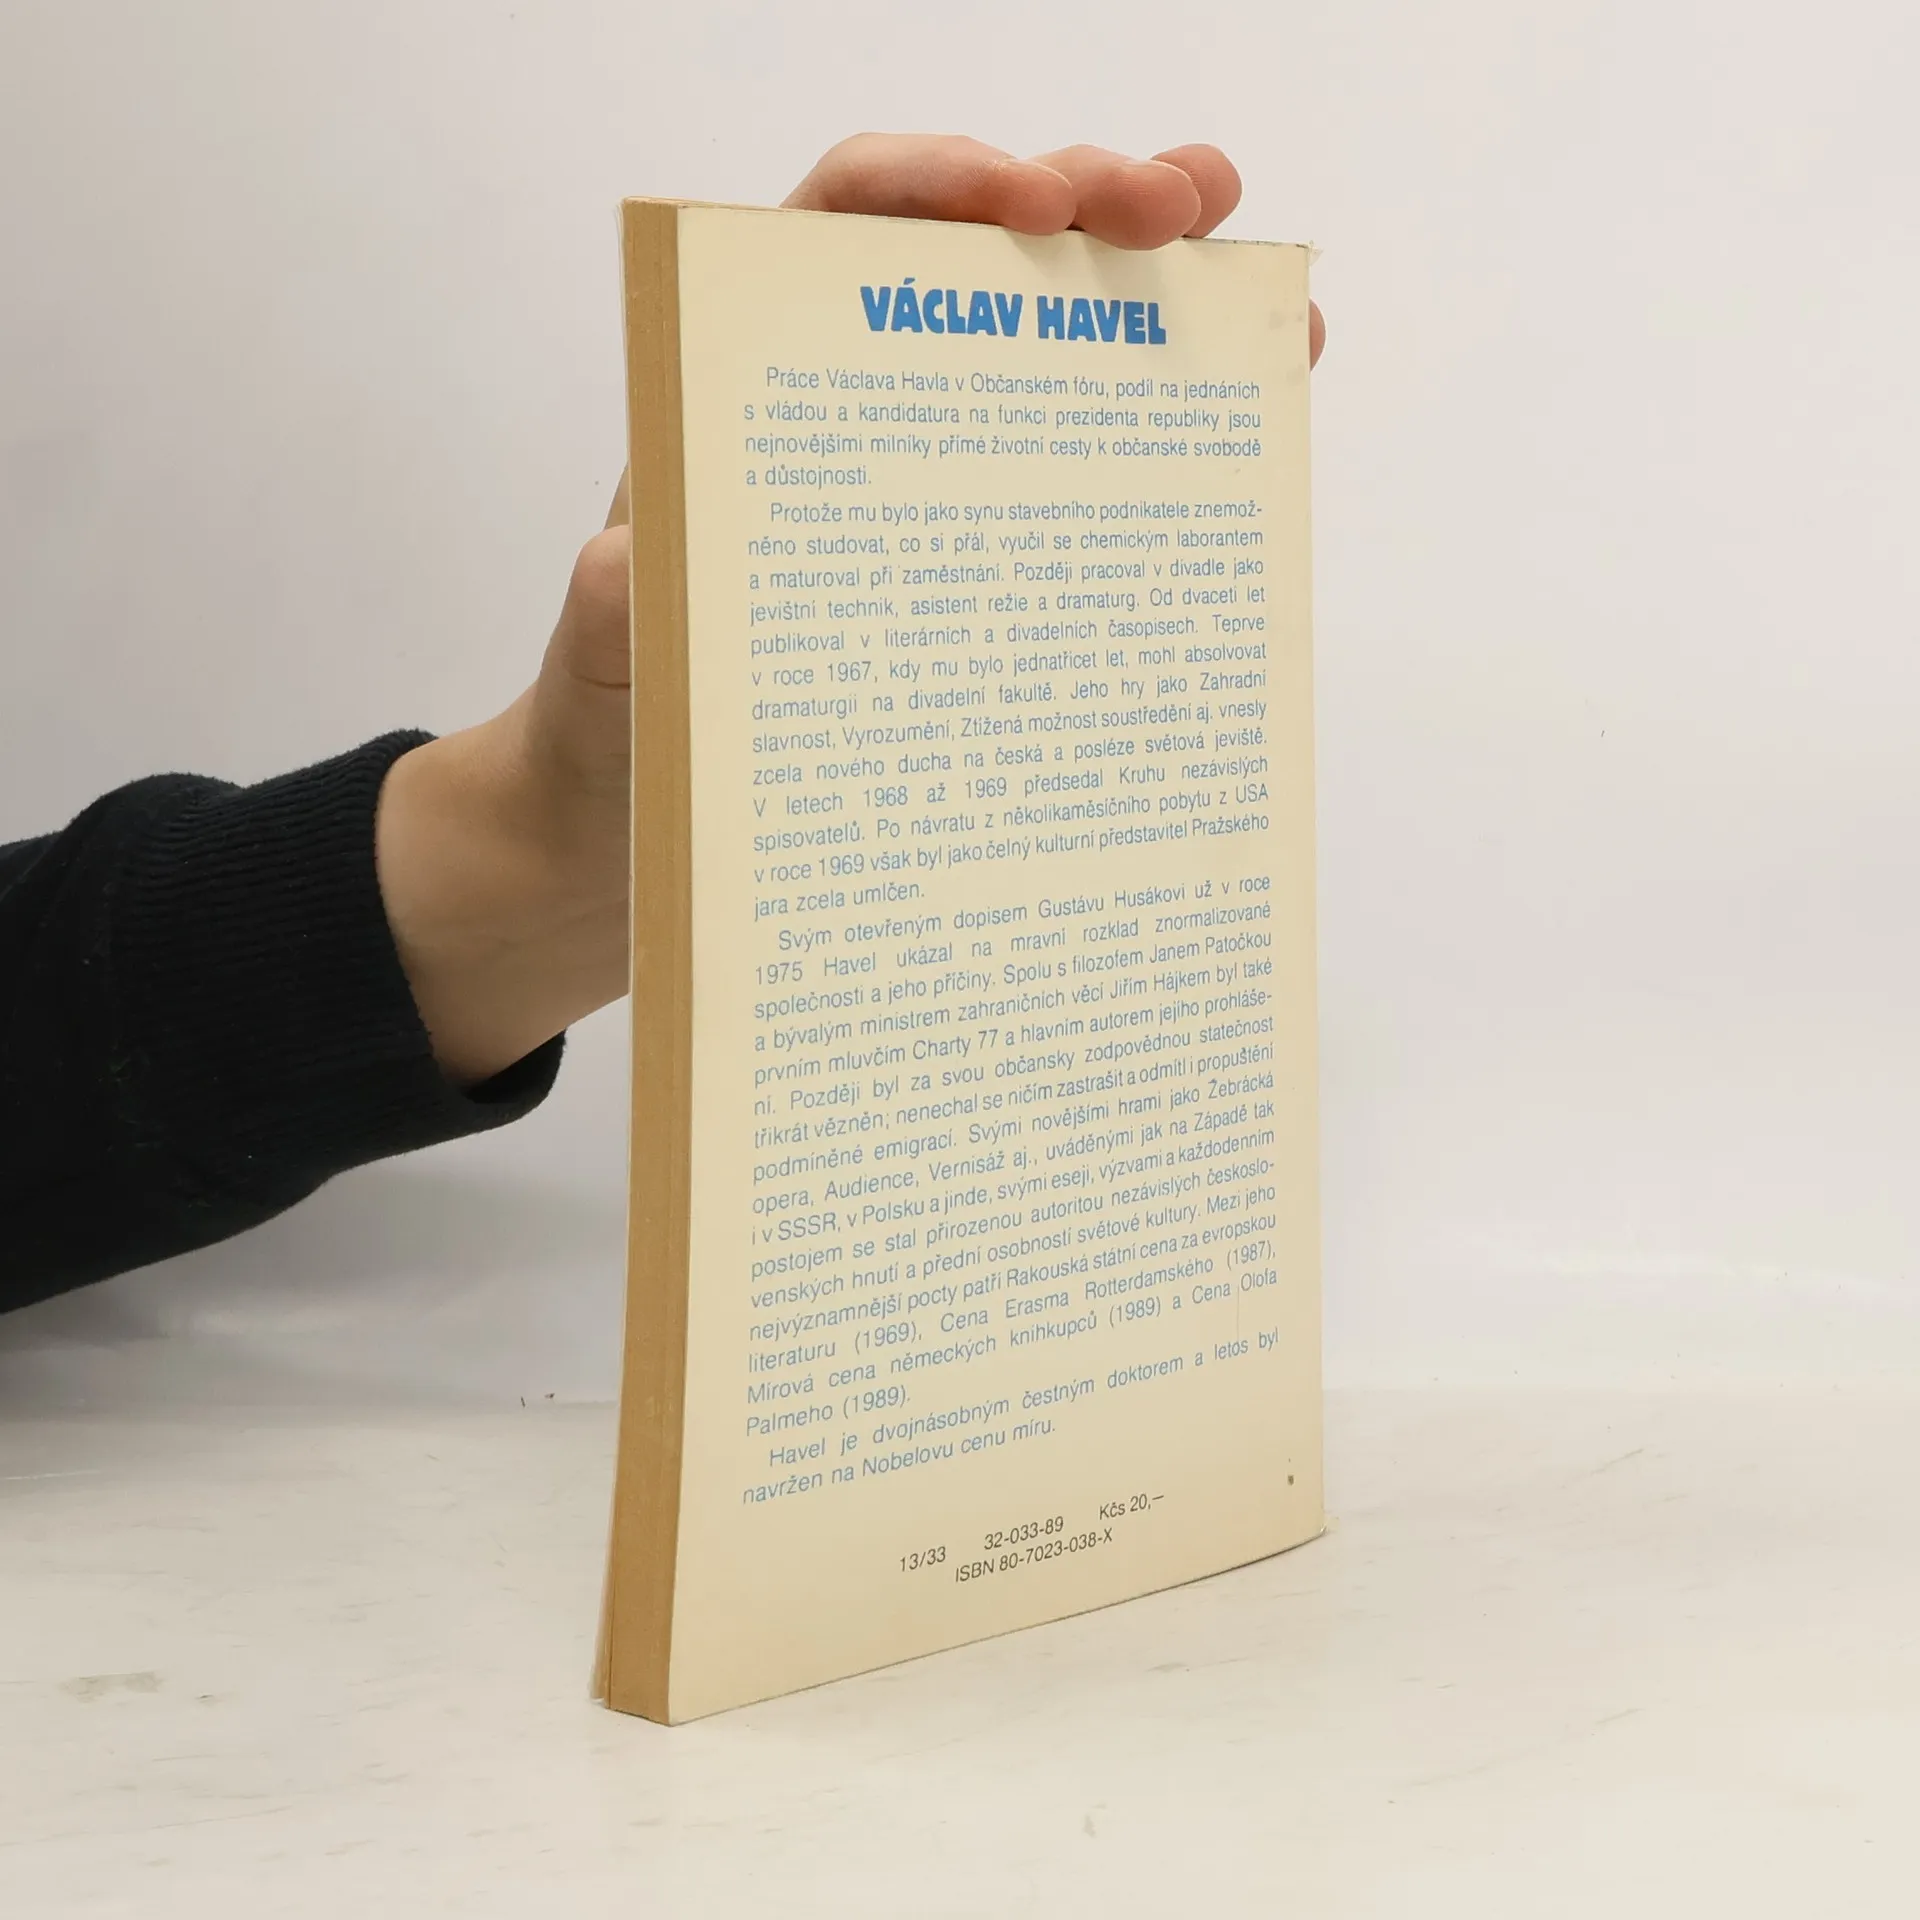 VÁCLAV HAVEL
Práce Václava Havla v Občanském fóru, podíl na jednáních
s vládou a kandidatura na funkci prezidenta republiky jsou
nejnovějšími milníky přímé životní cesty k občanské svobodě
a důstojnosti.
Protože mu bylo jako synu stavebního podnikatele znemož-
něno studovat, co si přál, vyučil se chemickým laborantem
a maturoval při zaměstnání. Později pracoval v divadle jako
jevištní technik, asistent režie a dramaturg. Od dvaceti let
publikoval v literárních a divadelních časopisech. Teprve
v roce 1967, kdy mu bylo jednatřicet let, mohl absolvovat
dramaturgii na divadelní fakultě. Jeho hry jako Zahradní
slavnost, Vyrozumění, Ztížená možnost soustředění aj. vnesly
zcela nového ducha na česká a posléze světová jeviště.
V letech 1968 až 1969 předsedal Kruhu nezávislých
spisovatelů. Po návratu z několikaměsíčního pobytu z USA
v roce 1969 však byl jako čelný kulturní představitel Pražského
jara zcela umlčen.
Svým otevřeným dopisem Gustávu Husákovi už v roce
1975 Havel ukázal na mravní rozklad znormalizované
společnosti a jeho příčiny. Spolu s filozofem Janem Patočkou
a bývalým ministrem zahraničních věcí Jiřím Hájkem byl také
prvním mluvčím Charty 77 a hlavním autorem jejího prohláše-
ní. Později byl za svou občansky zodpovědnou statečnost
třikrát vězněn; nenechal se ničím zastrašit a odmítl i propuštění
podmíněné emigrací. Svými novějšími hrami jako Žebrácká
opera, Audience, Vernisáž aj., uváděnými jak na Západě tak
i v SSSR, v Polsku a jinde, svými eseji, výzvami a každodenním
postojem se stal přirozenou autoritou nezávislých českoslo-
venských hnutí a přední osobností světové kultury. Mezi jeho
nejvýznamnější pocty patří Rakouská státní cena za evropskou
literaturu (1969), Cena Erasma Rotterdamského (1987),
Mírová cena německých knihkupců (1989) a Cena Olofa
Palmeho (1989).
Havel je dvojnásobným čestným doktorem a letos byl
navržen na Nobelovu cenu míru.
13/33 32-033-89 Kčs 20,—
ISBN 80-7023-038-X